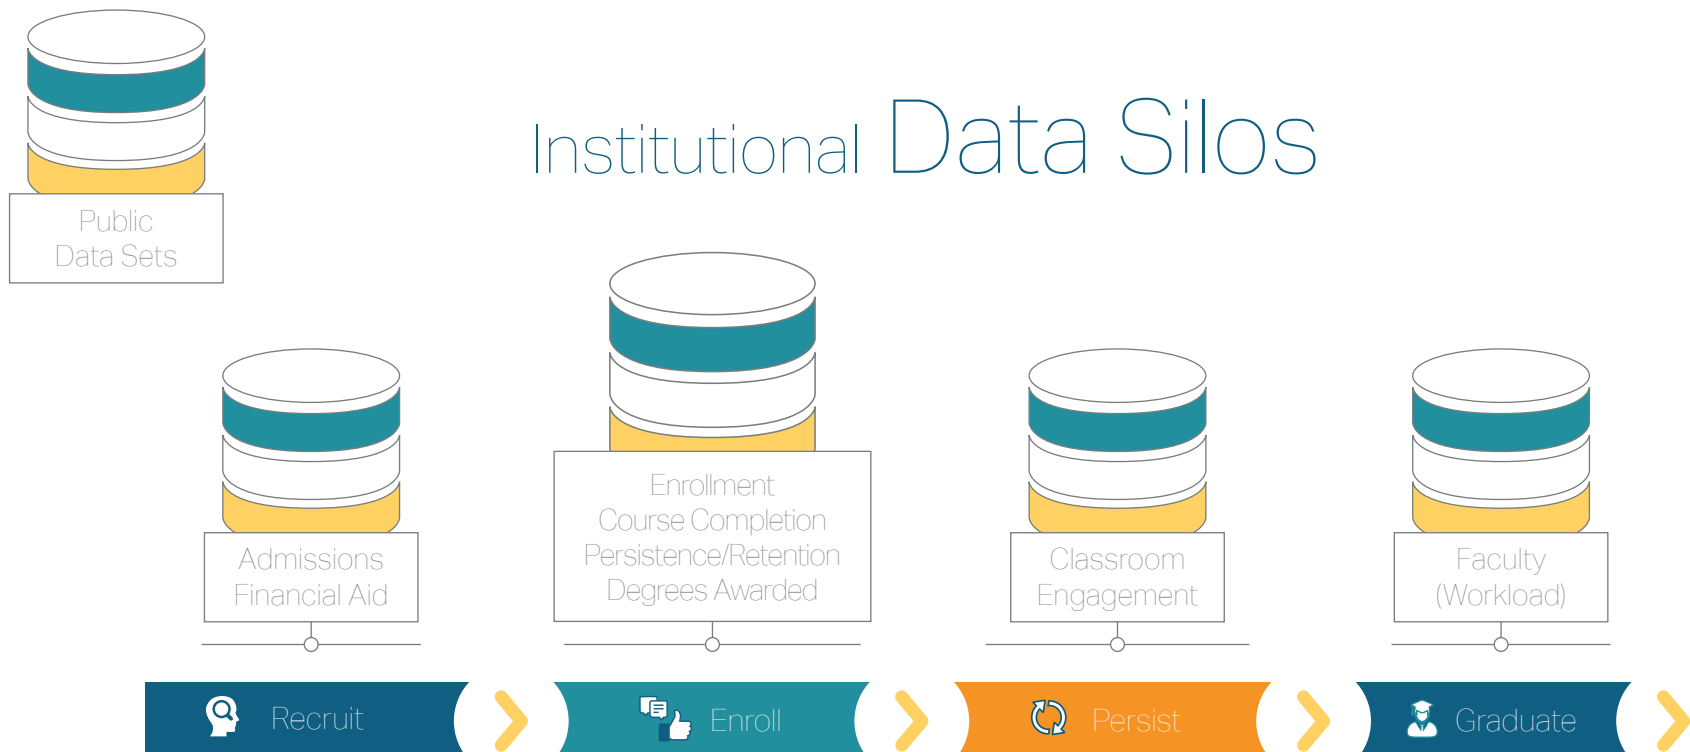 Institutional Data Silos
Public
Data Sets
Admissions
Financial Aid
Enrollment
Course Completion
Persistence/Retention
Degrees Awarded
Classroom
Engagement
Faculty
(Workload)
Recruit
Enroll
Persist
Graduate